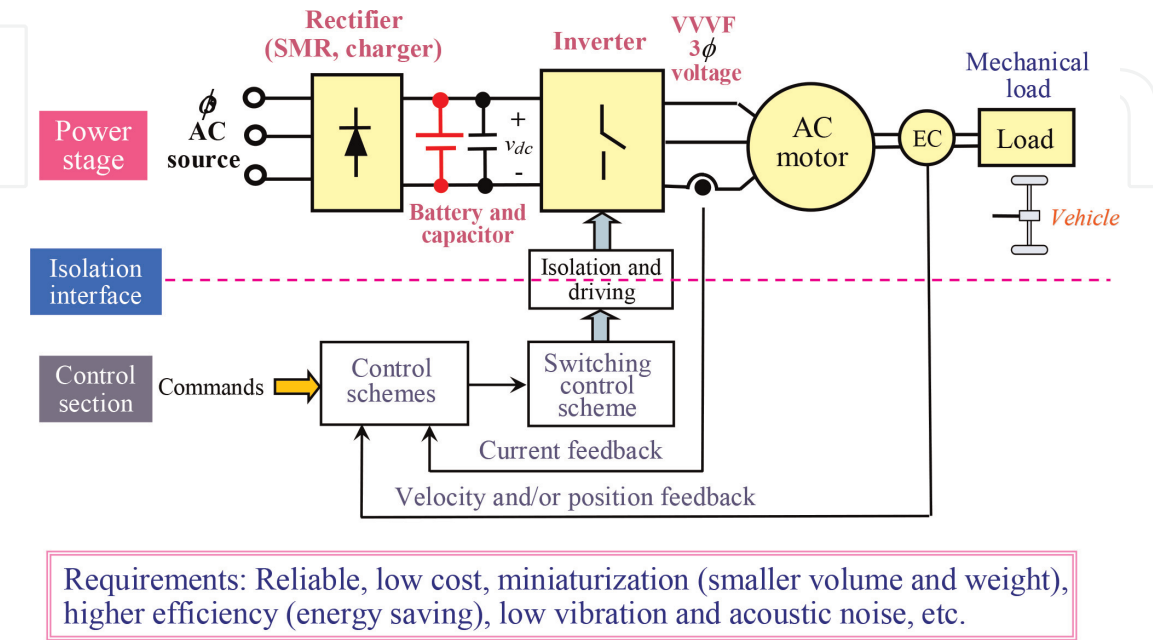 Rectifier
(SMR, charger)
Inverter
VVVF
3ϕ
voltage
Mechanical
load
Power
stage
ϕ
AC
source
+
v_dc
-
AC
motor
EC
Load
Battery and
capacitor
Vehicle
Isolation
interface
Isolation and
driving
Control
section
Commands
Control
schemes
Switching
control
scheme
Current feedback
Velocity and/or position feedback
Requirements: Reliable, low cost, miniaturization (smaller volume and weight),
higher efficiency (energy saving), low vibration and acoustic noise, etc.